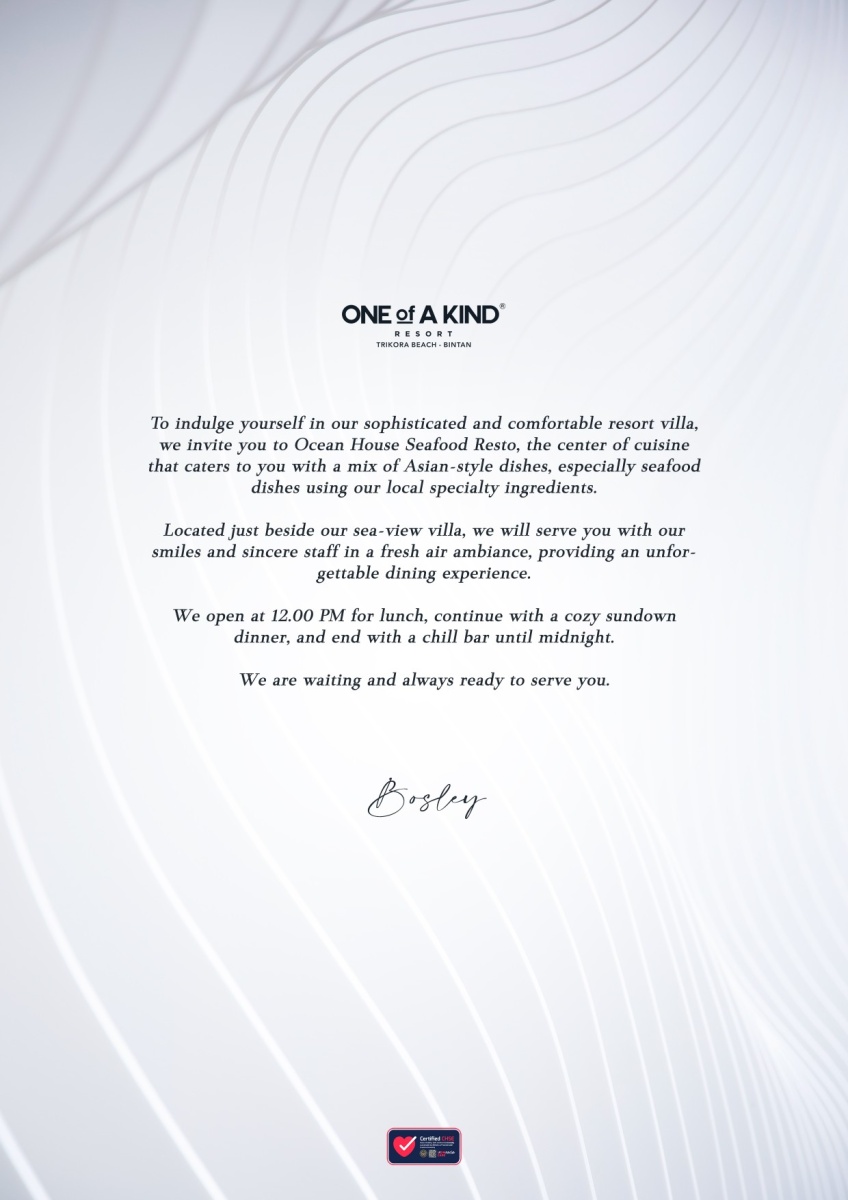 ONE of A KIND®
RESORT
TRIKORA BEACH - BINTAN
To indulge yourself in our sophisticated and comfortable resort villa,
we invite you to Ocean House Seafood Resto, the center of cuisine
that caters to you with a mix of Asian-style dishes, especially seafood
dishes using our local specialty ingredients.
Located just beside our sea-view villa, we will serve you with our
smiles and sincere staff in a fresh air ambiance, providing an unfor-
gettable dining experience.
We open at 12.00 PM for lunch, continue with a cozy sundown
dinner, and end with a chill bar until midnight.
We are waiting and always ready to serve you.
Bosley
Certified CHSE